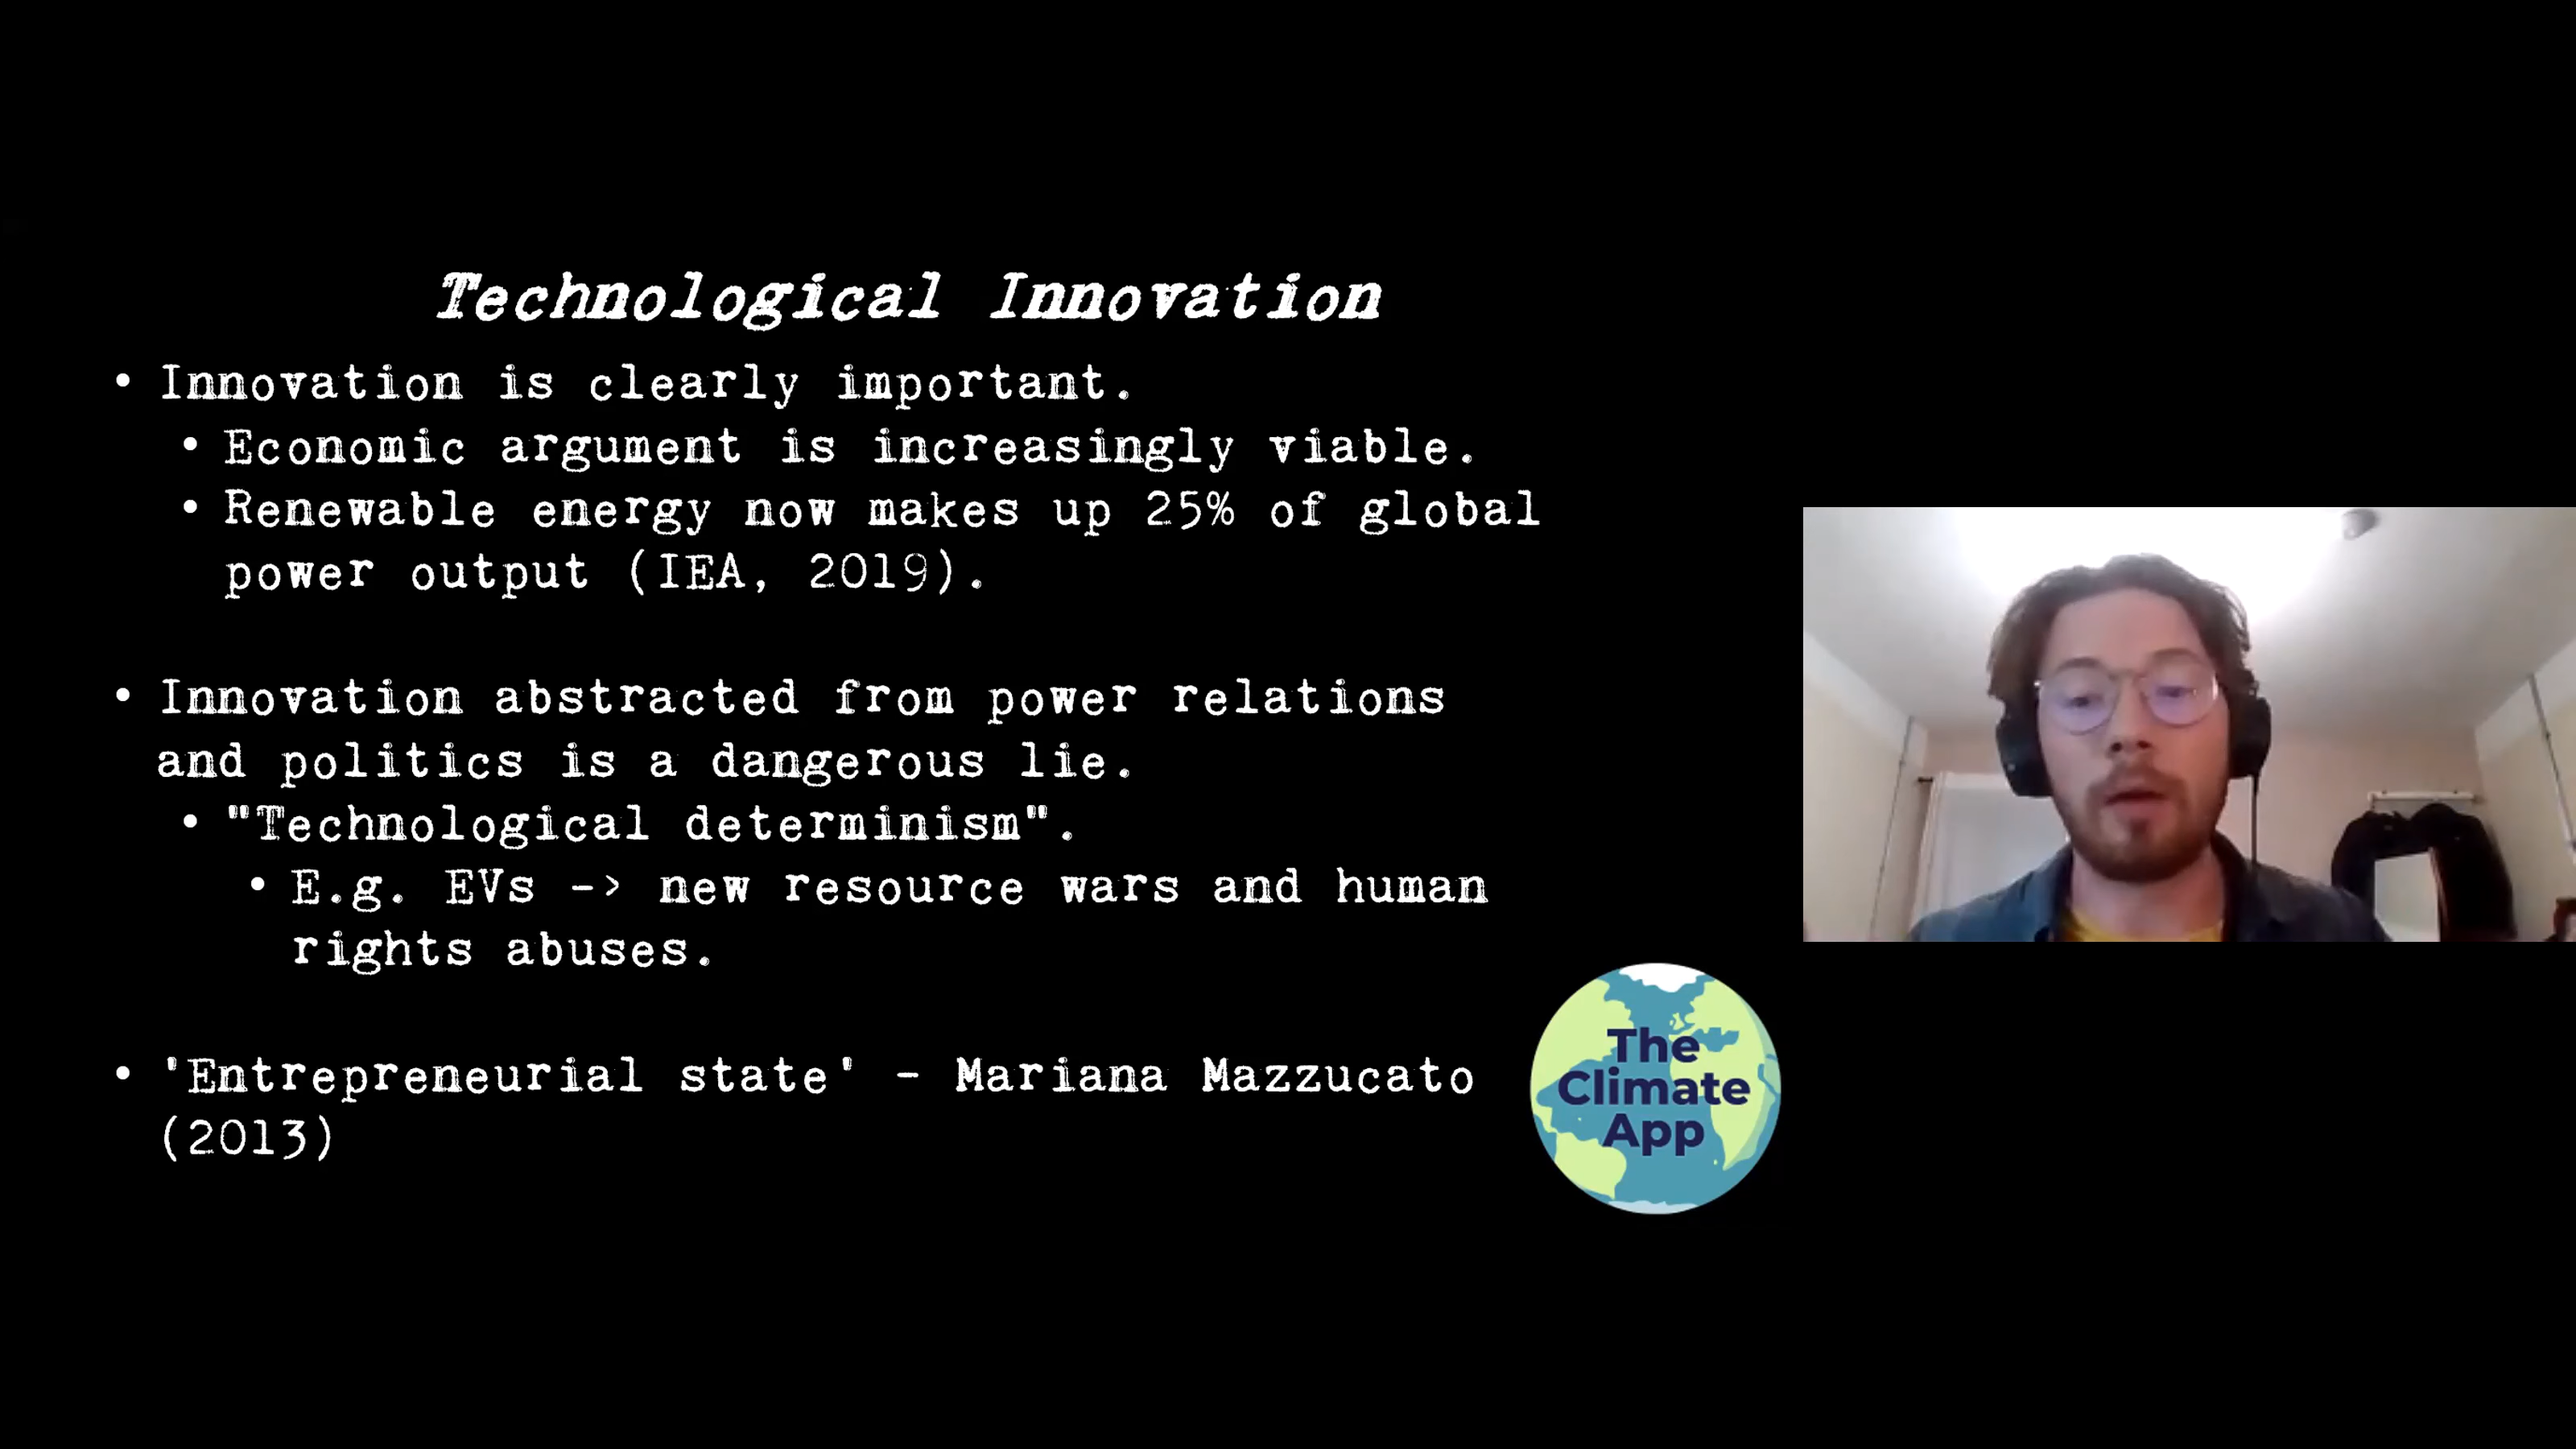 Technological Innovation
• Innovation is clearly important.
• Economic argument is increasingly viable.
• Renewable energy now makes up 25% of global
power output (IEA, 2019).
• Innovation abstracted from power relations
and politics is a dangerous lie.
• "Technological determinism".
• E.g. EVs -> new resource wars and human
rights abuses.
• 'Entrepreneurial state' - Mariana Mazzucato
(2013)
The
Climate
App